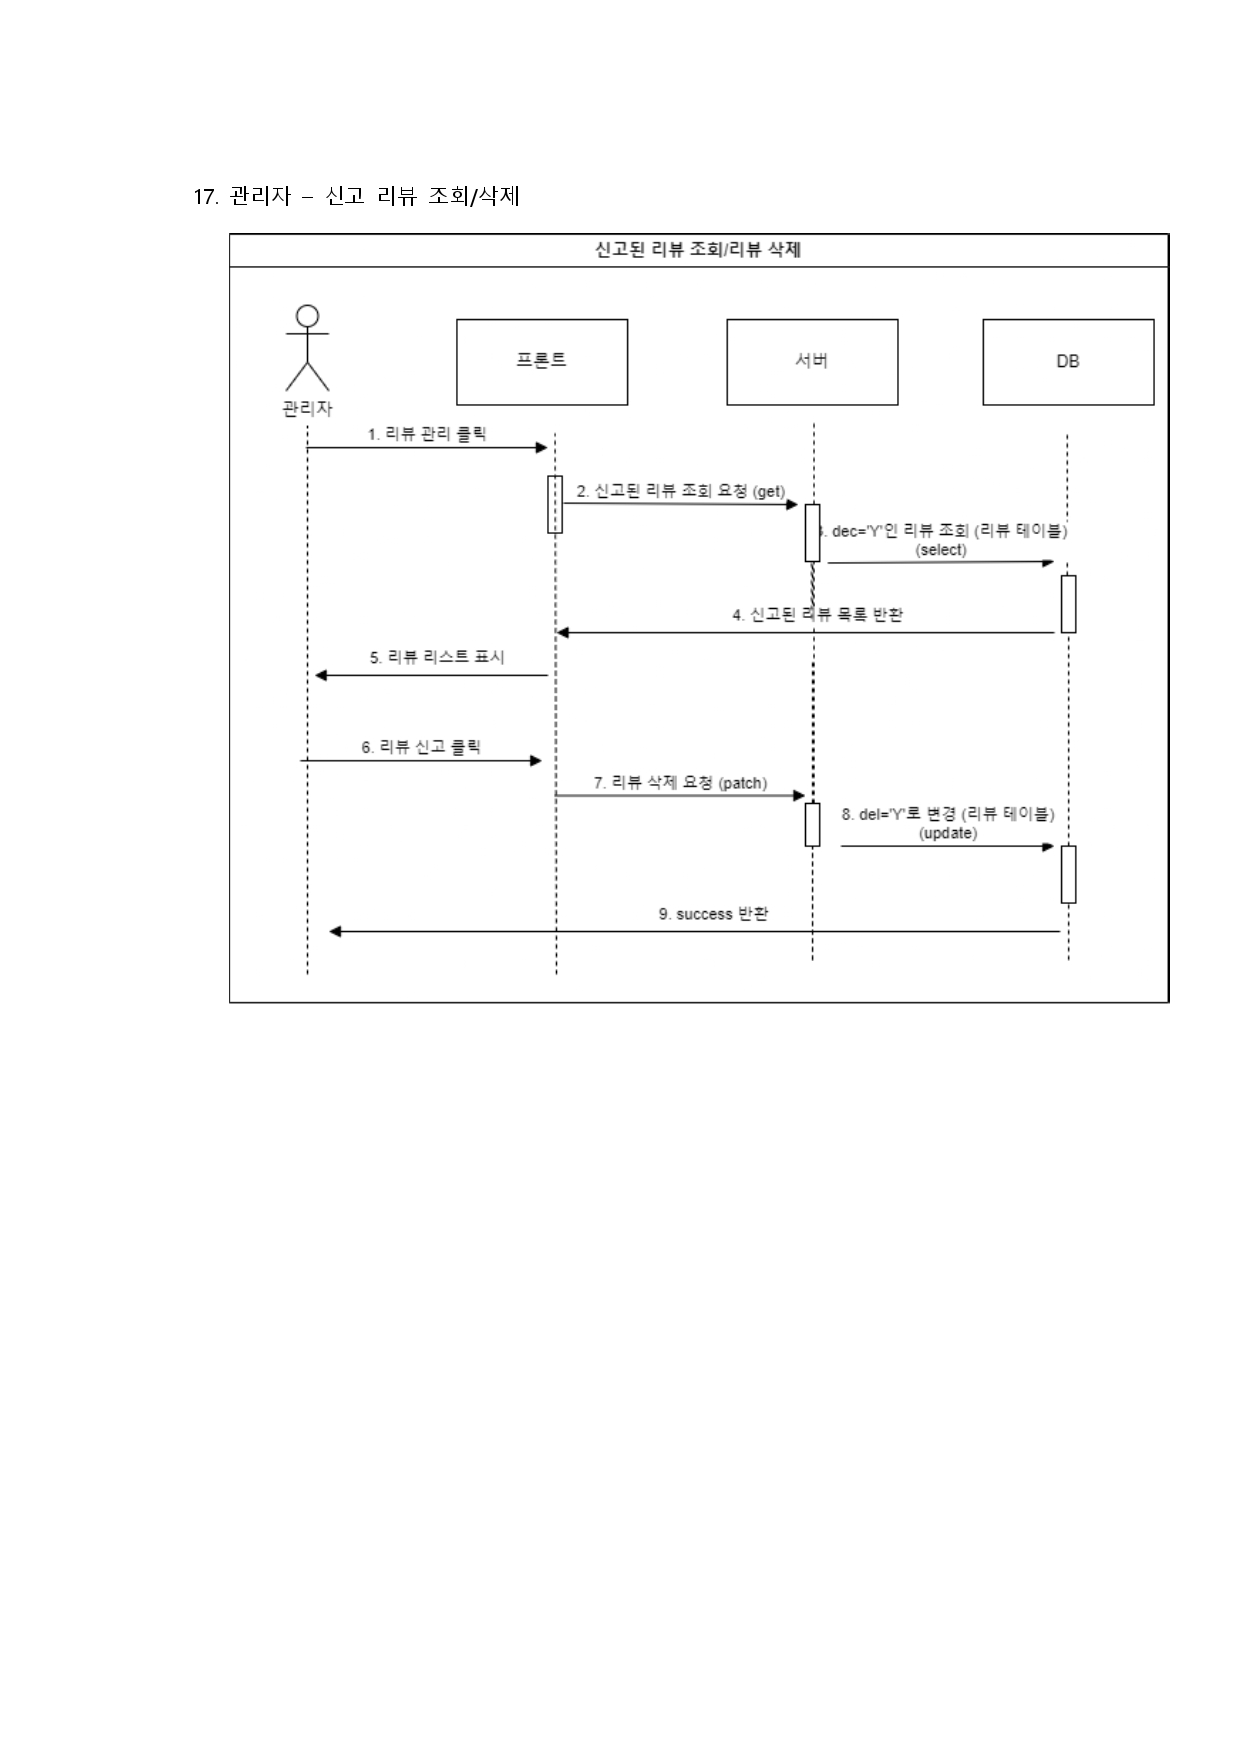 17. 관리자 – 신고 리뷰 조회/삭제
신고된 리뷰 조회/리뷰 삭제
관리자
프론트
서버
DB
1. 리뷰 관리 클릭
2. 신고된 리뷰 조회 요청 (get)
3. dec='Y'인 리뷰 조회 (리뷰 테이블)
(select)
4. 신고된 리뷰 목록 반환
5. 리뷰 리스트 표시
6. 리뷰 신고 클릭
7. 리뷰 삭제 요청 (patch)
8. del='Y'로 변경 (리뷰 테이블)
(update)
9. success 반환